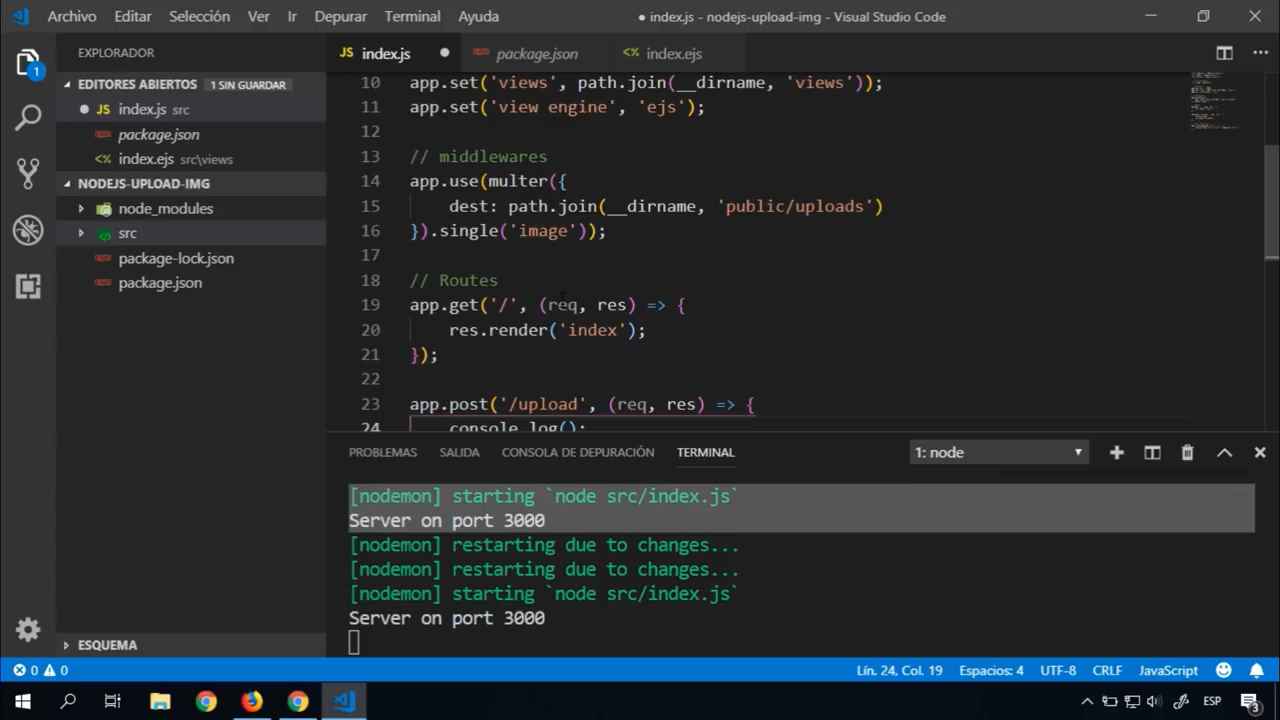 Archivo Editar Selección Ver Ir Depurar Terminal Ayuda ● index.js - nodejs-upload-img - Visual Studio Code
EXPLORADOR
1
EDITORES ABIERTOS 1 SIN GUARDAR
JS index.js src
package.json
<%> index.ejs src\views
NODEJS-UPLOAD-IMG
node_modules
src
package-lock.json
package.json
ESQUEMA
JS index.js ● package.json <%> index.ejs
10 app.set('views', path.join(__dirname, 'views'));
11 app.set('view engine', 'ejs');
12
13 // middlewares
14 app.use(multer({
15 dest: path.join(__dirname, 'public/uploads')
16 }).single('image'));
17
18 // Routes
19 app.get('/', (req, res) => {
20 res.render('index');
21 });
22
23 app.post('/upload', (req, res) => {
24 console.log();
PROBLEMAS SALIDA CONSOLA DE DEPURACIÓN TERMINAL 1: node
[nodemon] starting `node src/index.js`
Server on port 3000
[nodemon] restarting due to changes...
[nodemon] restarting due to changes...
[nodemon] starting `node src/index.js`
Server on port 3000
0 0 Lín. 24, Col. 19 Espacios: 4 UTF-8 CRLF JavaScript
ESP 3